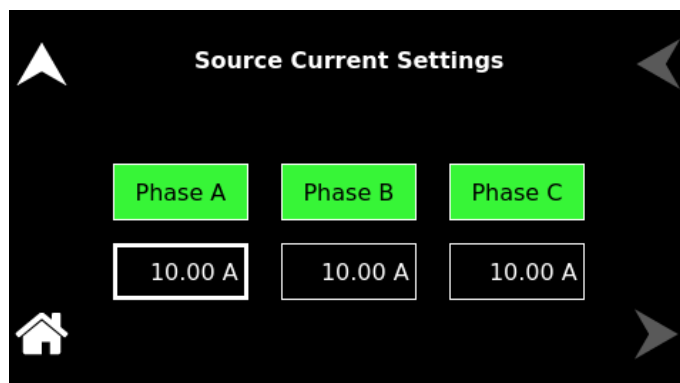 Source Current Settings
Phase A Phase B Phase C
10.00 A 10.00 A 10.00 A